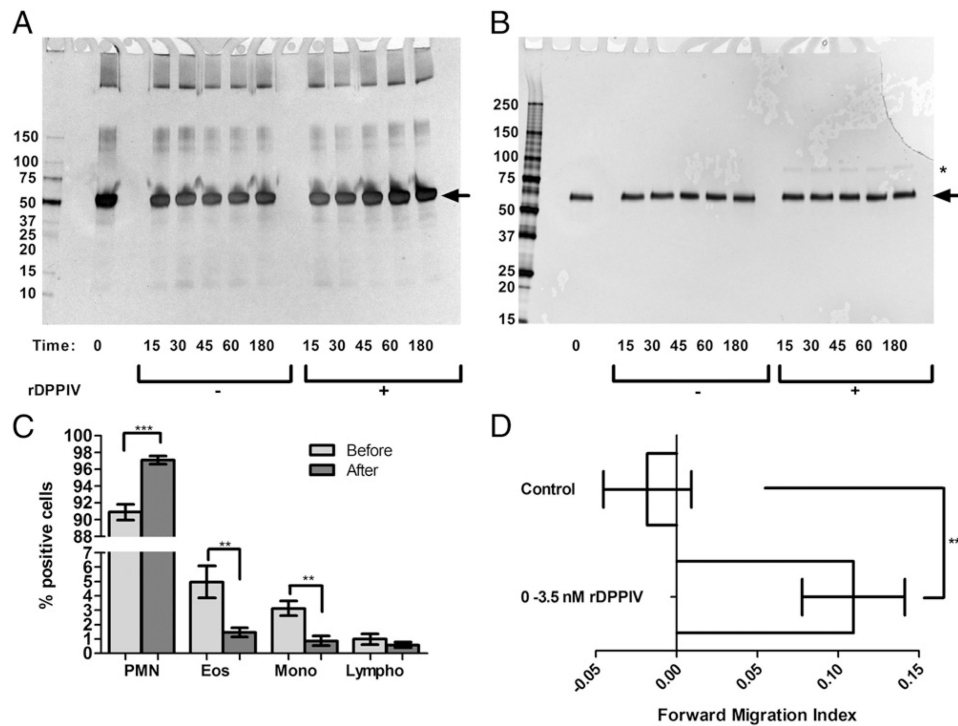 A
150
100
75
50
37
25
20
15
10
Time: 0 15 30 45 60 180 15 30 45 60 180
rDPPIV - +
B
250
150
100
75
50
37
25
20
15
*
0 15 30 45 60 180 15 30 45 60 180
- +
C
% positive cells
100
98
96
94
92
90
88
7
6
5
4
3
2
1
0
***
**
**
Before
After
PMN Eos Mono Lympho
D
Control
0 -3.5 nM rDPPIV
**
-0.05 0.00 0.05 0.10 0.15
Forward Migration Index